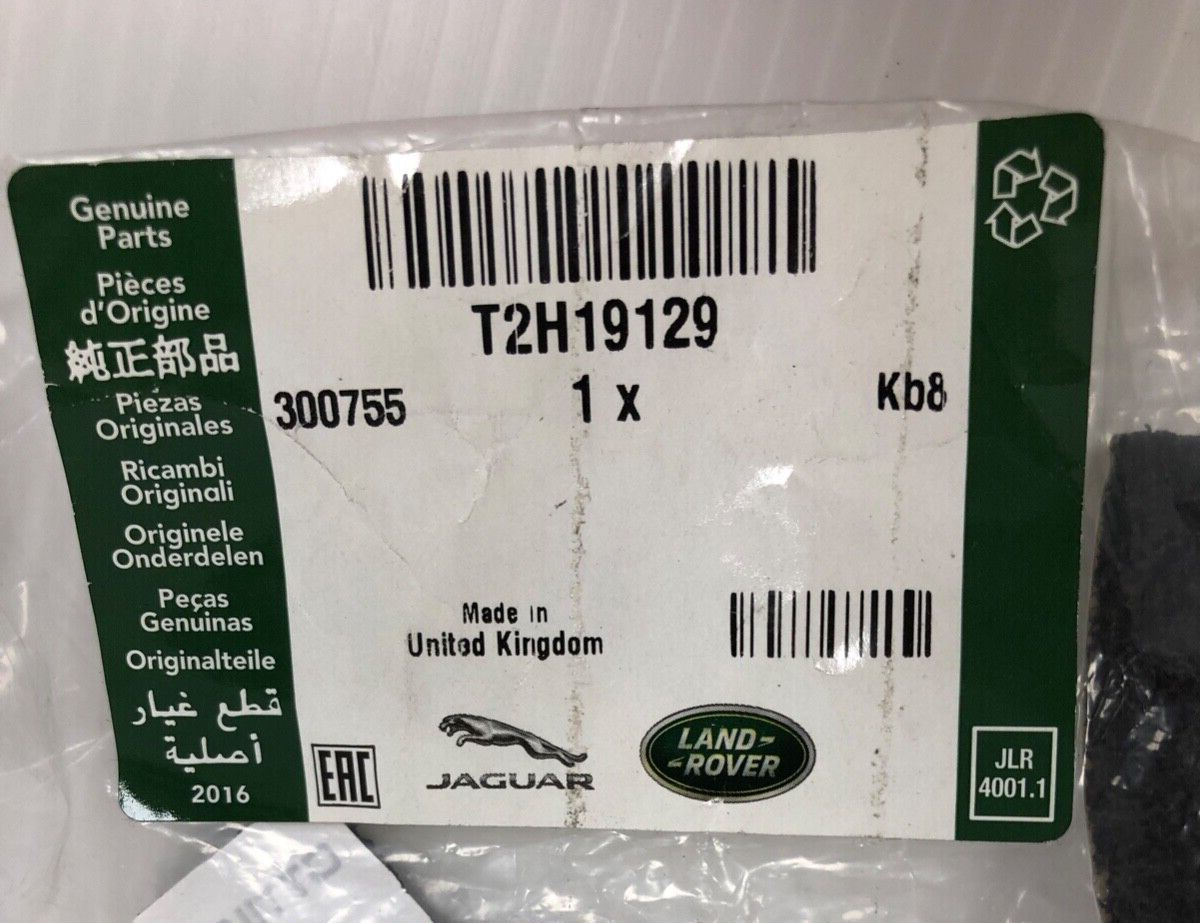 Genuine
Parts
Pièces
d'Origine
純正部品
Piezas
Originales
Ricambi
Originali
Originele
Onderdelen
Peças
Genuinas
Originalteile
قطع غيار
أصلية
2016
T2H19129
300755 1 x Kb8
Made in
United Kingdom
EAC
JAGUAR
LAND-
ROVER
JLR
4001.1